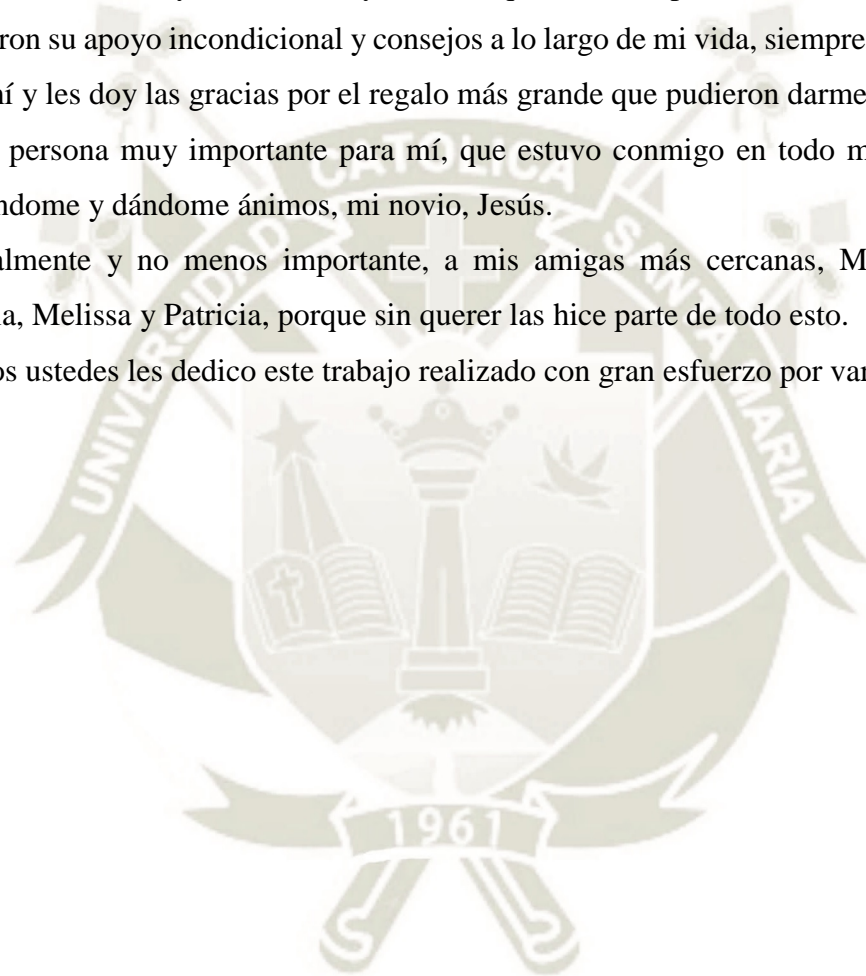 su apoyo incondicional y consejos a lo largo de mi vida, siempre
y les doy las gracias por el regalo más grande que pudieron darme
persona muy importante para mí, que estuvo conmigo en todo
y dándome ánimos, mi novio, Jesús.
y no menos importante, a mis amigas más cercanas,
Melissa y Patricia, porque sin querer las hice parte de todo esto.
ustedes les dedico este trabajo realizado con gran esfuerzo por
UNIVERSIDAD CATOLICA SANTA MARIA
1961